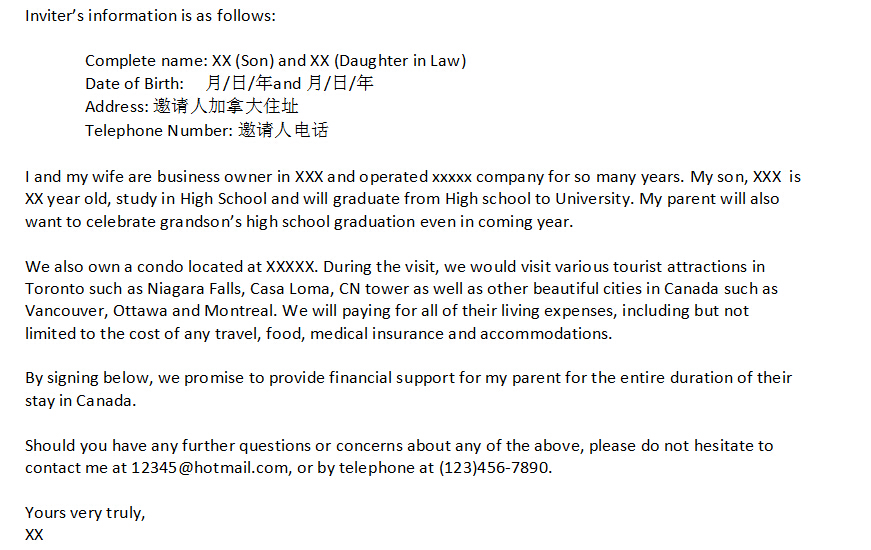 Inviter's information is as follows:
Complete name: XX (Son) and XX (Daughter in Law)
Date of Birth: 月/日/年and 月/日/年
Address: 邀请人加拿大住址
Telephone Number: 邀请人电话
I and my wife are business owner in XXX and operated xxxxx company for so many years. My son, XXX is
XX year old, study in High School and will graduate from High school to University. My parent will also
want to celebrate grandson's high school graduation even in coming year.
We also own a condo located at XXXXX. During the visit, we would visit various tourist attractions in
Toronto such as Niagara Falls, Casa Loma, CN tower as well as other beautiful cities in Canada such as
Vancouver, Ottawa and Montreal. We will paying for all of their living expenses, including but not
limited to the cost of any travel, food, medical insurance and accommodations.
By signing below, we promise to provide financial support for my parent for the entire duration of their
stay in Canada.
Should you have any further questions or concerns about any of the above, please do not hesitate to
contact me at 12345@hotmail.com, or by telephone at (123)456-7890.
Yours very truly,
XX